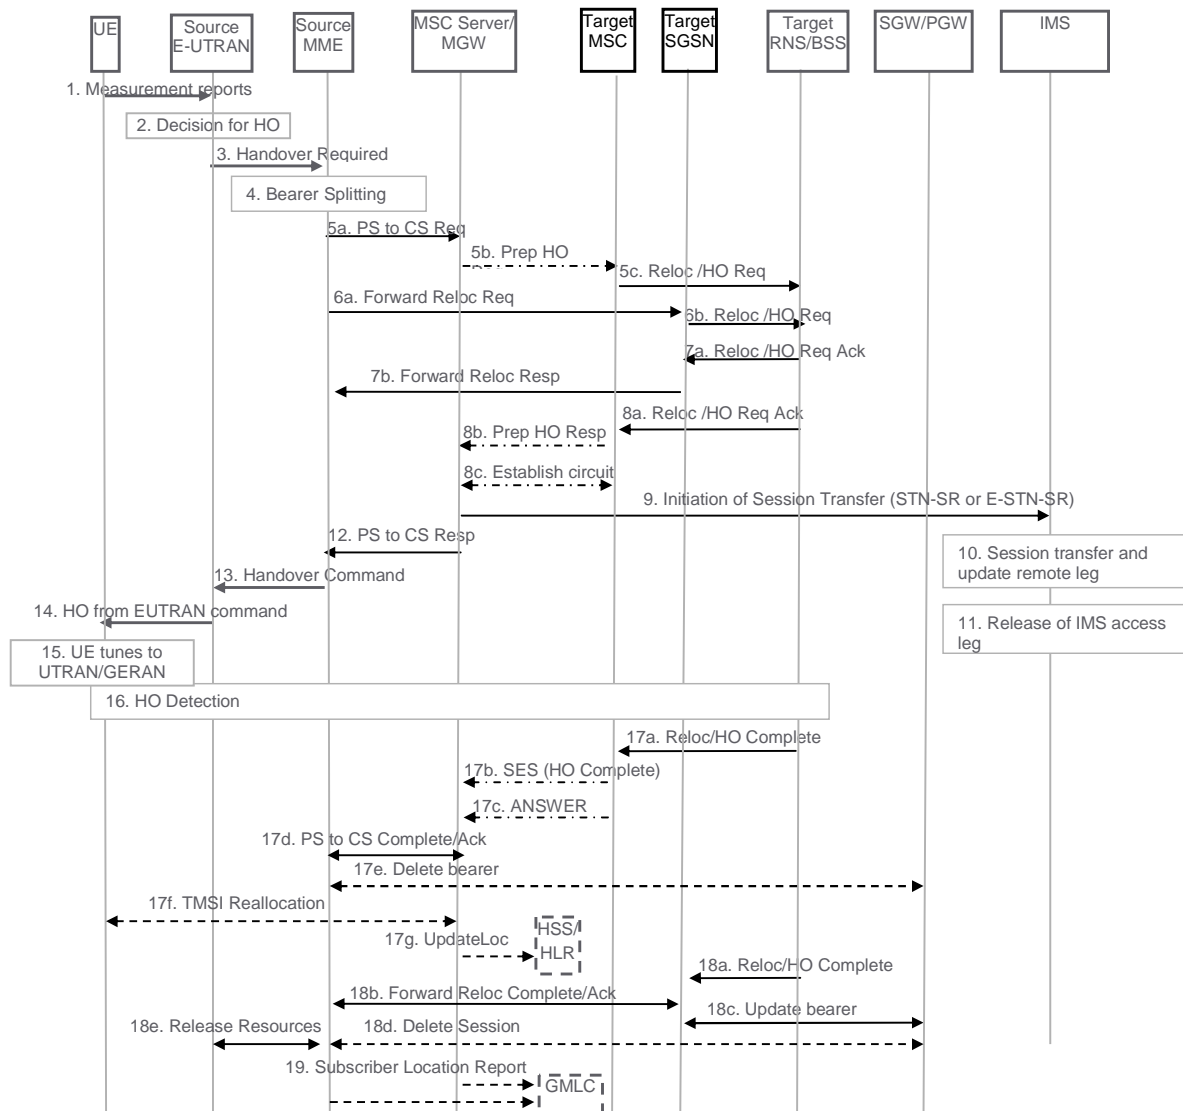 UE
Source
E-UTRAN
Source
MME
MSC Server/
MGW
Target
MSC
Target
SGSN
Target
RNS/BSS
SGW/PGW
IMS
1. Measurement reports
2. Decision for HO
3. Handover Required
4. Bearer Splitting
5a. PS to CS Req
5b. Prep HO
5c. Reloc /HO Req
6a. Forward Reloc Req
6b. Reloc /HO Req
7a. Reloc /HO Req Ack
7b. Forward Reloc Resp
8a. Reloc /HO Req Ack
8b. Prep HO Resp
8c. Establish circuit
9. Initiation of Session Transfer (STN-SR or E-STN-SR)
12. PS to CS Resp
10. Session transfer and
update remote leg
13. Handover Command
14. HO from EUTRAN command
11. Release of IMS access
leg
15. UE tunes to
UTRAN/GERAN
16. HO Detection
17a. Reloc/HO Complete
17b. SES (HO Complete)
17c. ANSWER
17d. PS to CS Complete/Ack
17e. Delete bearer
17f. TMSI Reallocation
HSS/
HLR
17g. UpdateLoc
18a. Reloc/HO Complete
18b. Forward Reloc Complete/Ack
18c. Update bearer
18e. Release Resources
18d. Delete Session
19. Subscriber Location Report
GMLC